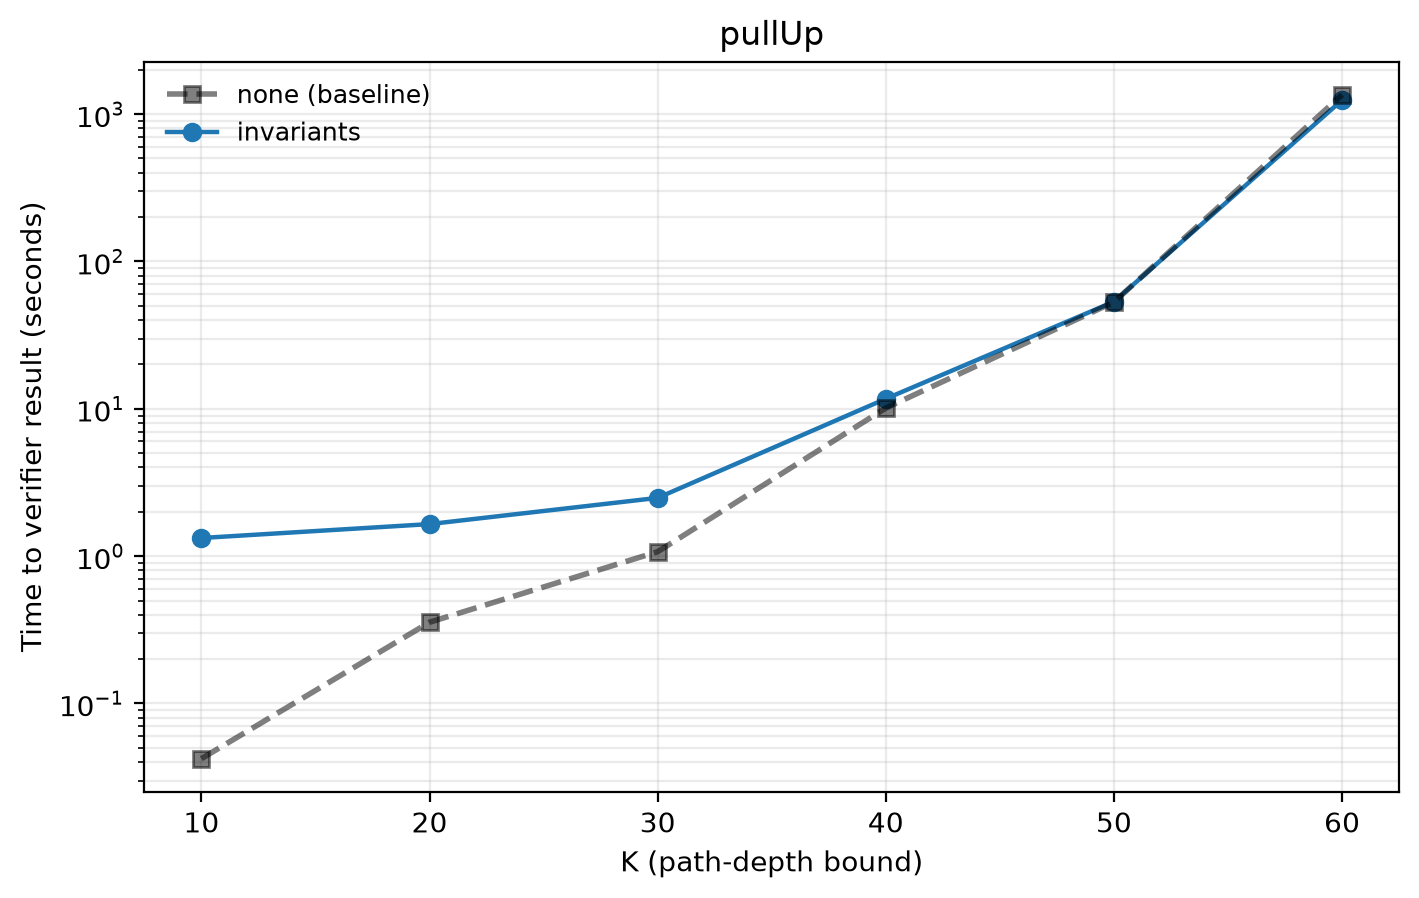 pullUp
none (baseline)
invariants
Time to verifier result (seconds)
10³
10²
10¹
10⁰
10⁻¹
10 20 30 40 50 60
K (path-depth bound)